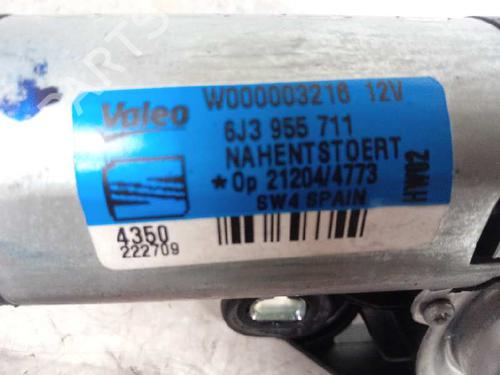 Valeo
W000003216 12V
6J3 955 711
NAHENTSTOERT
*Op 21204/4773
SW4 SPAIN
HW02
4350
222709